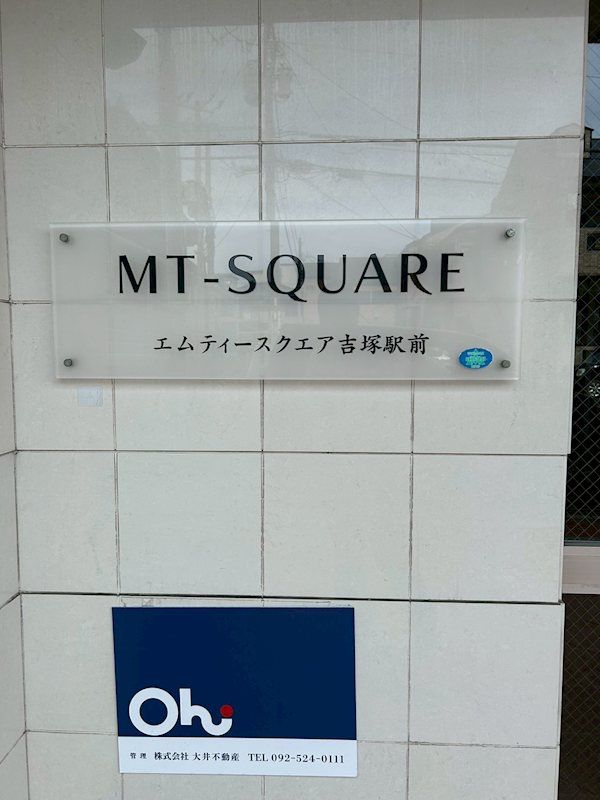 MT-SQUARE
エムティースクエア吉塚駅前
Ohi
管理 株式会社 大井不動産 TEL 092-524-0111